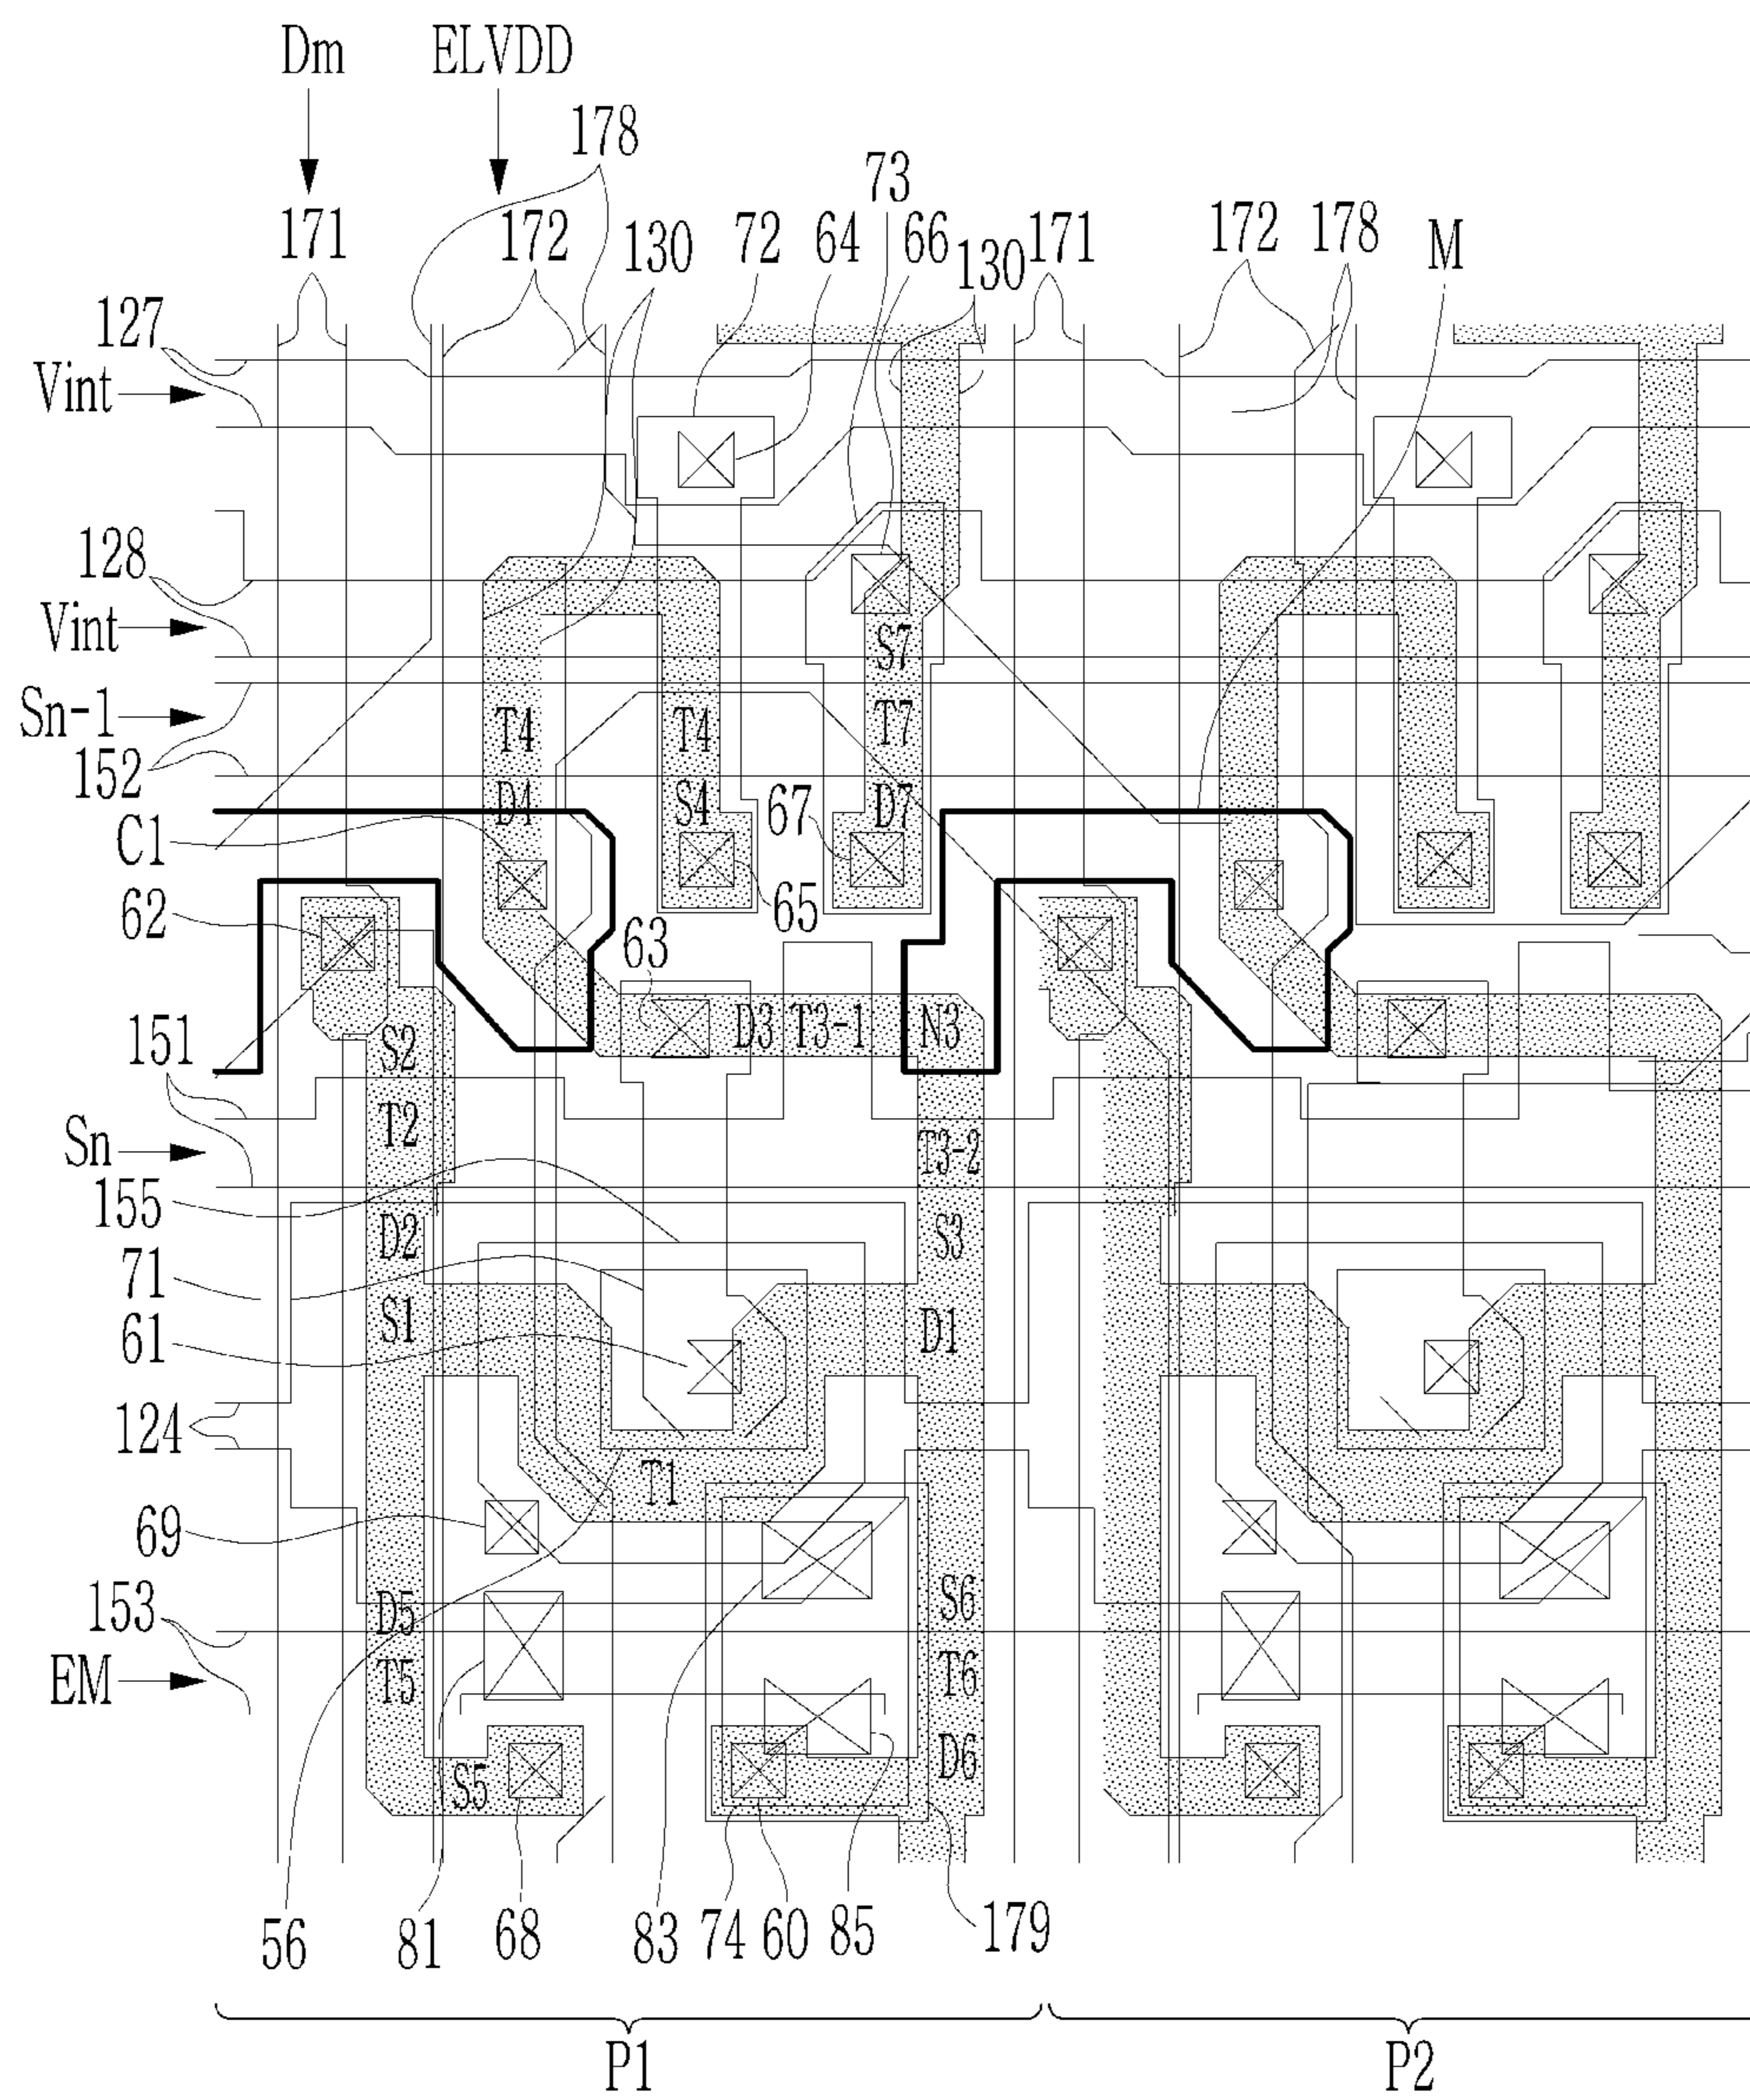 Dm ELVDD
178
73
171 172 130 72 64 66 130 171 172 178 M
127
Vint
128
Vint
S7
Sn-1
T4 T4 T7
152
D4 S4 67 D7
C1
62 65
63
D3 T3-1 N3
151 S2
T2
Sn T3-2
155
D2 S3
71
S1 D1
61
124
T1
69
D5 S6
153
EM T5 T6
D6
S5
56 81 68 83 74 60 85 179
P1 P2